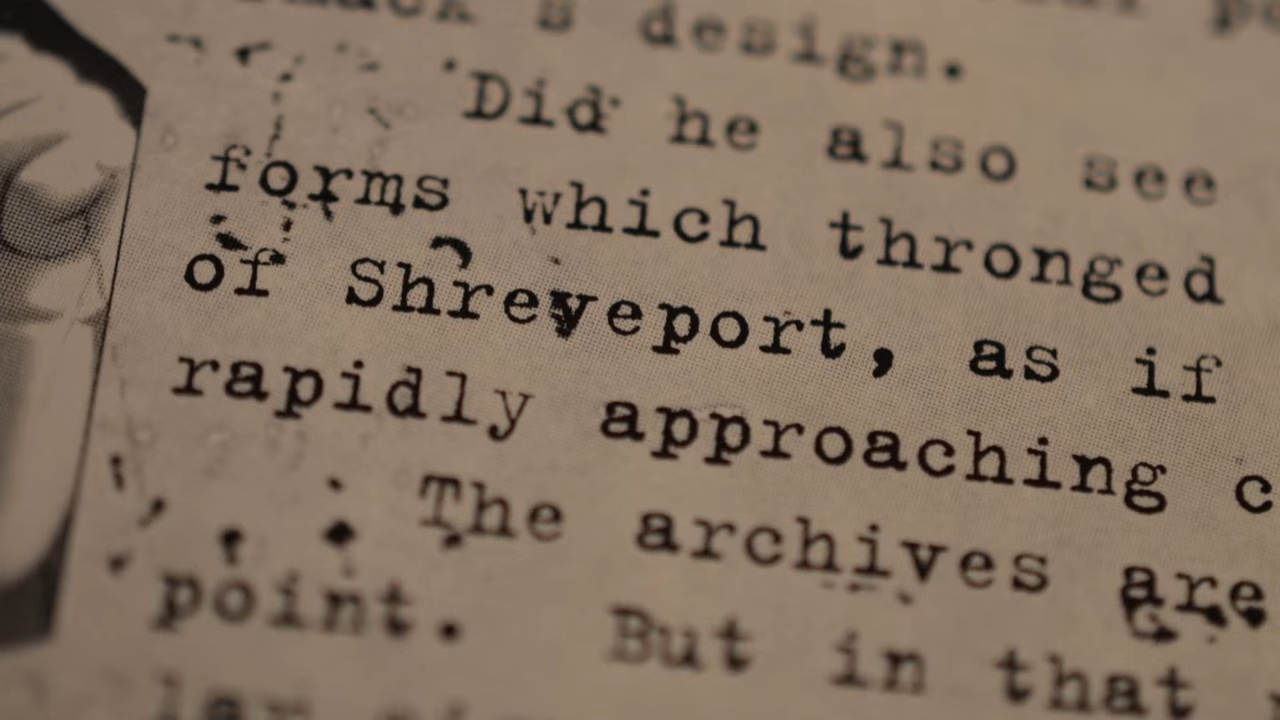 s design.
Did he also see
forms which thronged
of Shreveport, as if
rapidly approaching
The archives are
point. But in that